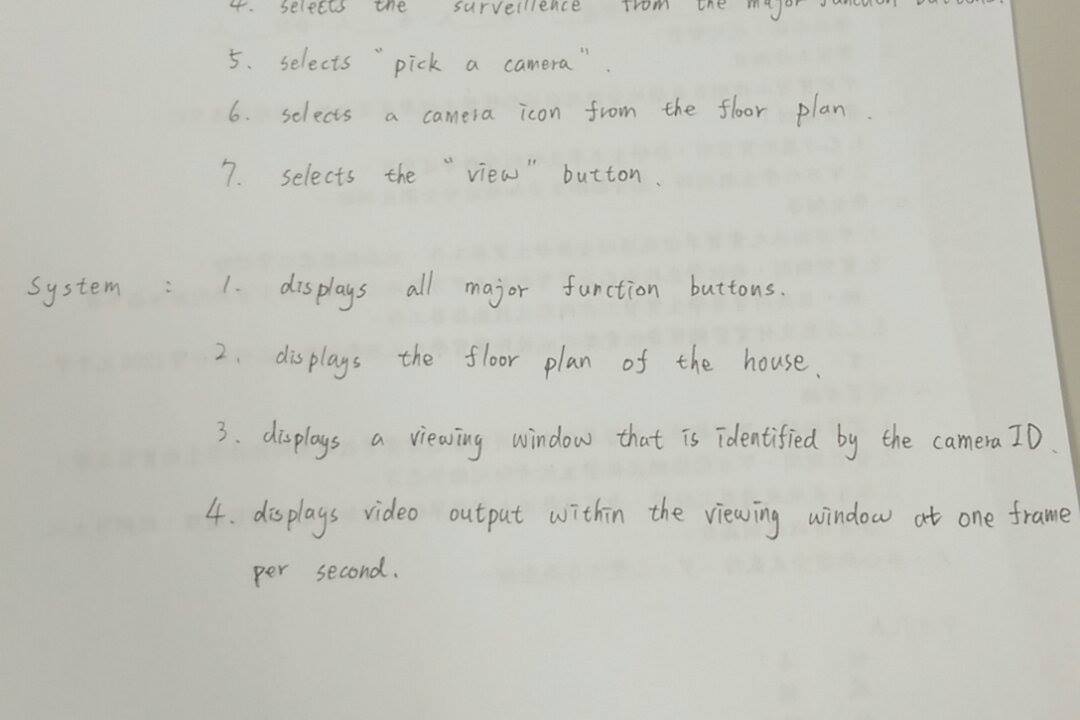 4. selects the surveillence from the major function buttons.
5. selects "pick a camera".
6. selects a camera icon from the floor plan.
7. selects the "view" button.
System : 1. displays all major function buttons.
2. displays the floor plan of the house.
3. displays a viewing window that is identified by the camera ID.
4. displays video output within the viewing window at one frame
per second.